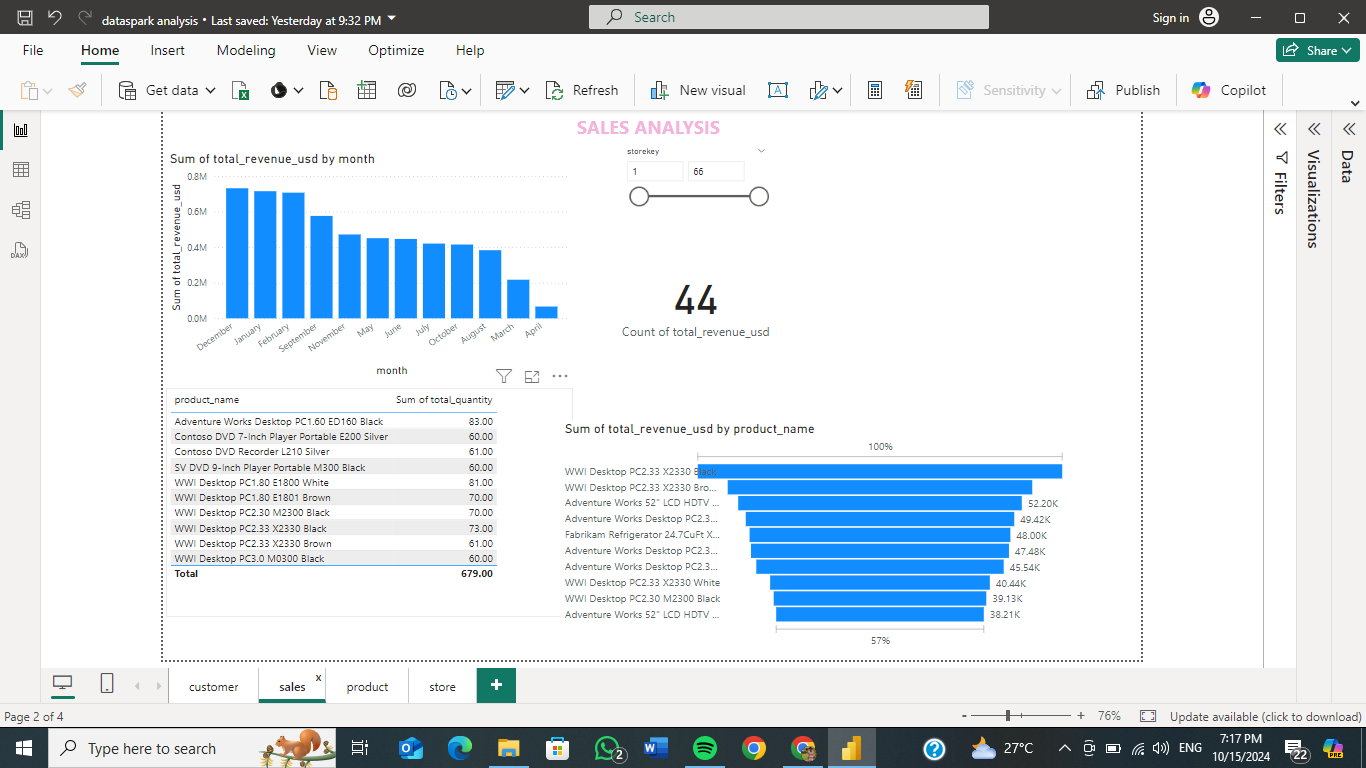 dataspark analysis • Last saved: Yesterday at 9:32 PM
Search
Sign in
File Home Insert Modeling View Optimize Help
Share
Get data
Refresh
New visual
Sensitivity
Publish
Copilot
SALES ANALYSIS
Sum of total_revenue_usd by month
Sum of total_revenue_usd
0.8M
0.6M
0.4M
0.2M
0.0M
December January February September November May June July October August March April
month
storekey
1 66
44
Count of total_revenue_usd
product_name Sum of total_quantity
Adventure Works Desktop PC1.60 ED160 Black 83.00
Contoso DVD 7-Inch Player Portable E200 Silver 60.00
Contoso DVD Recorder L210 Silver 61.00
SV DVD 9-Inch Player Portable M300 Black 60.00
WWI Desktop PC1.80 E1800 White 81.00
WWI Desktop PC1.80 E1801 Brown 70.00
WWI Desktop PC2.30 M2300 Black 70.00
WWI Desktop PC2.33 X2330 Black 73.00
WWI Desktop PC2.33 X2330 Brown 61.00
WWI Desktop PC3.0 M0300 Black 60.00
Total 679.00
Sum of total_revenue_usd by product_name
100%
WWI Desktop PC2.33 X2330 Black
WWI Desktop PC2.33 X2330 Bro...
Adventure Works 52" LCD HDTV ... 52.20K
Adventure Works Desktop PC2.3... 49.42K
Fabrikam Refrigerator 24.7CuFt X... 48.00K
Adventure Works Desktop PC2.3... 47.48K
Adventure Works Desktop PC2.3... 45.54K
WWI Desktop PC2.33 X2330 White 40.44K
WWI Desktop PC2.30 M2300 Black 39.13K
Adventure Works 52" LCD HDTV ... 38.21K
57%
Filters
Visualizations
Data
DAX
customer
sales x
product
store
+
Page 2 of 4
- + 76%
Update available (click to download)
Type here to search
2
27°C
ENG
7:17 PM
10/15/2024
22
PRE